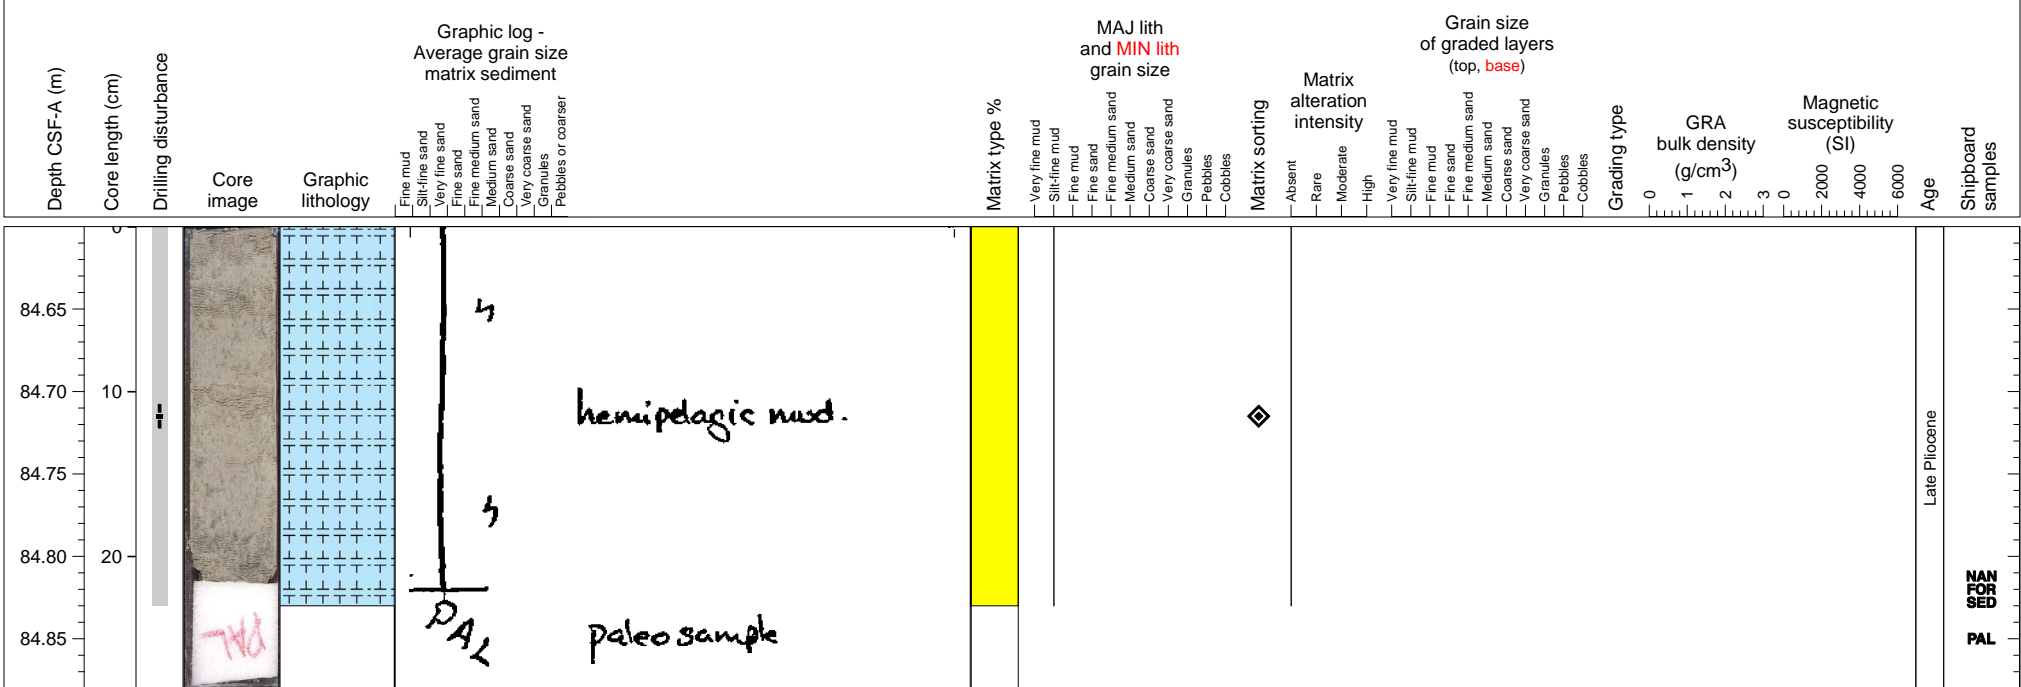 Depth CSF-A (m)
Core length (cm)
Drilling disturbance
Core
image
Graphic
lithology
Graphic log -
Average grain size
matrix sediment
Fine mud
Silt-fine sand
Very fine sand
Fine sand
Fine medium sand
Medium sand
Coarse sand
Very coarse sand
Granules
Pebbles or coarser
Matrix type %
MAJ lith
and MIN lith
grain size
Very fine mud
Silt-fine mud
Fine mud
Fine sand
Fine medium sand
Medium sand
Coarse sand
Very coarse sand
Granules
Pebbles
Cobbles
Matrix sorting
Matrix
alteration
intensity
Absent
Rare
Moderate
High
Grain size
of graded layers
(top, base)
Very fine mud
Silt-fine mud
Fine mud
Fine sand
Fine medium sand
Medium sand
Coarse sand
Very coarse sand
Granules
Pebbles
Cobbles
Grading type
GRA
bulk density
(g/cm3)
0 1 2 3
Magnetic
susceptibility
(SI)
0 2000 4000 6000
Age
Shipboard
samples
0
84.65
84.70 10
hemipelagic mud.
84.75
Late Pliocene
84.80 20
NAN
FOR
SED
84.85
PAL
PAL
paleo sample
PAL